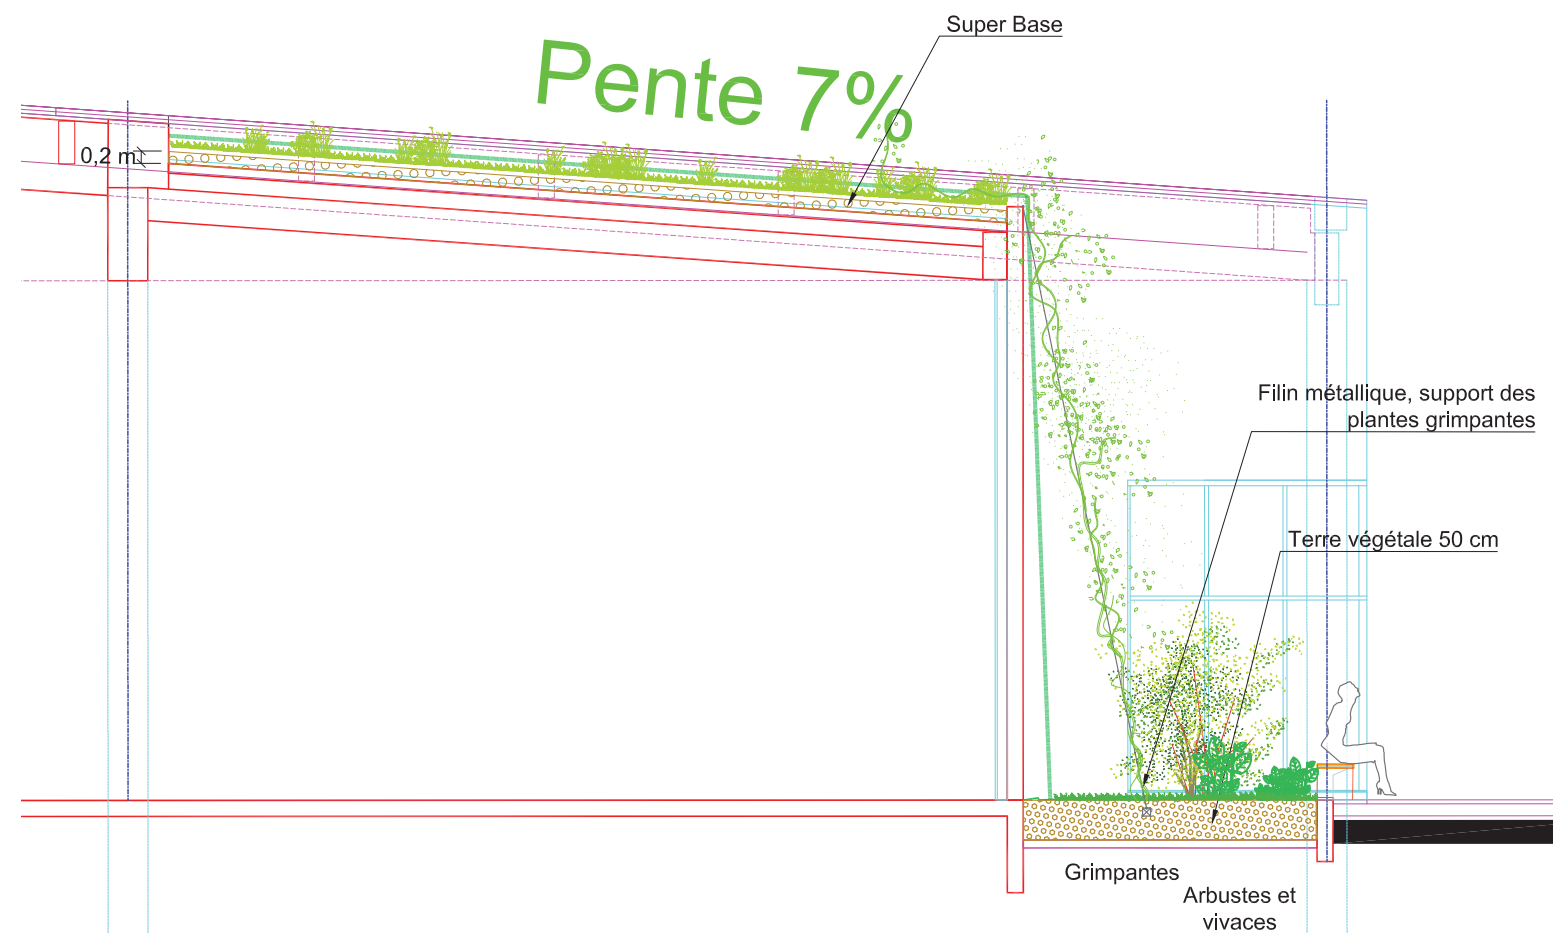 Super Base
Pente 7%
0,2 m
Filin métallique, support des
plantes grimpantes
Terre végétale 50 cm
Grimpantes
Arbustes et
vivaces